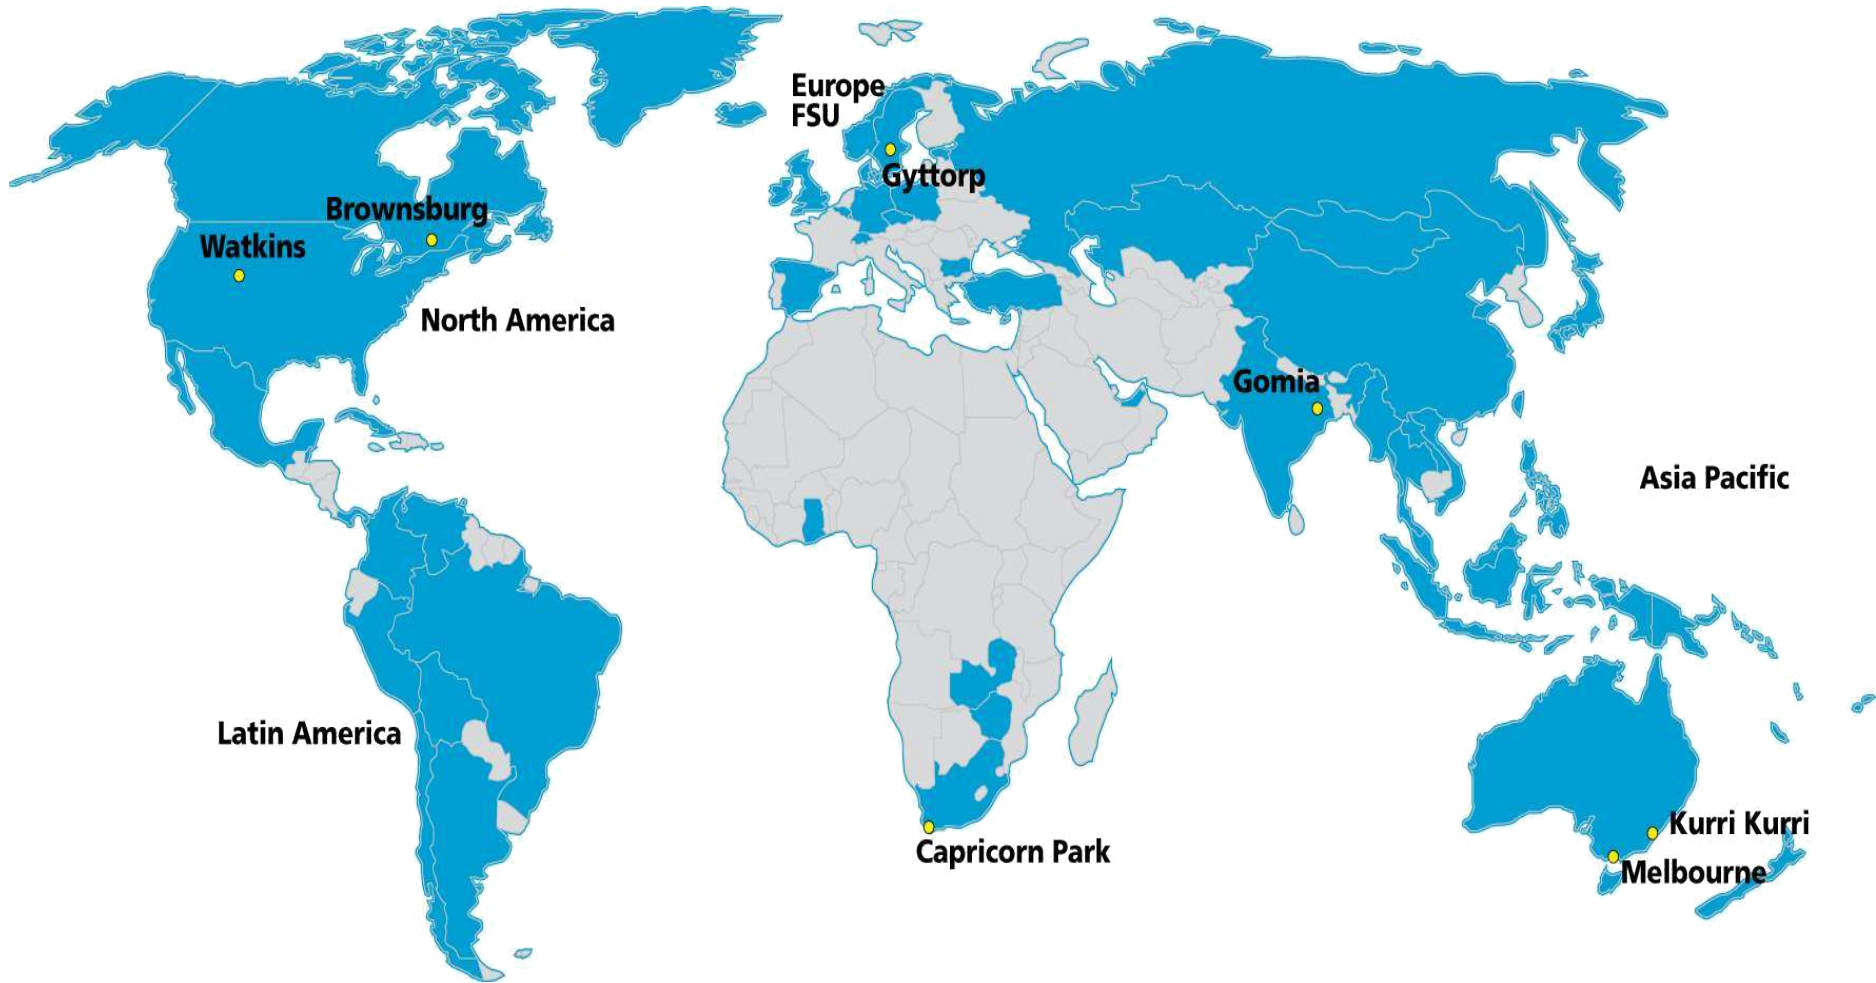 Europe
FSU
Gyttorp
Brownsburg
Watkins
North America
Gomia
Asia Pacific
Latin America
Kurri Kurri
Capricorn Park
Melbourne